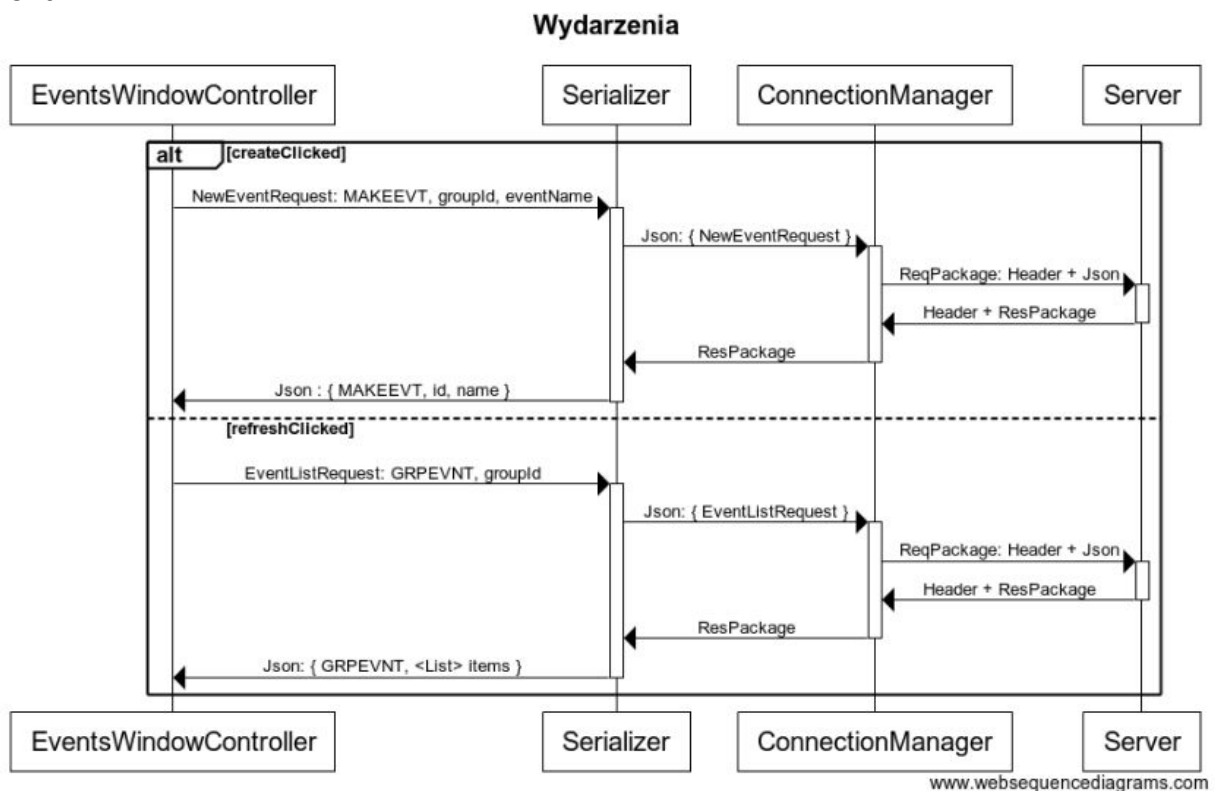 Wydarzenia
EventsWindowController Serializer ConnectionManager Server
alt [createClicked]
NewEventRequest: MAKEEVT, groupId, eventName
Json: { NewEventRequest }
ReqPackage: Header + Json
Header + ResPackage
ResPackage
Json : { MAKEEVT, id, name }
[refreshClicked]
EventListRequest: GRPEVNT, groupId
Json: { EventListRequest }
ReqPackage: Header + Json
Header + ResPackage
ResPackage
Json: { GRPEVNT, <List> items }
EventsWindowController Serializer ConnectionManager Server
www.websequencediagrams.com